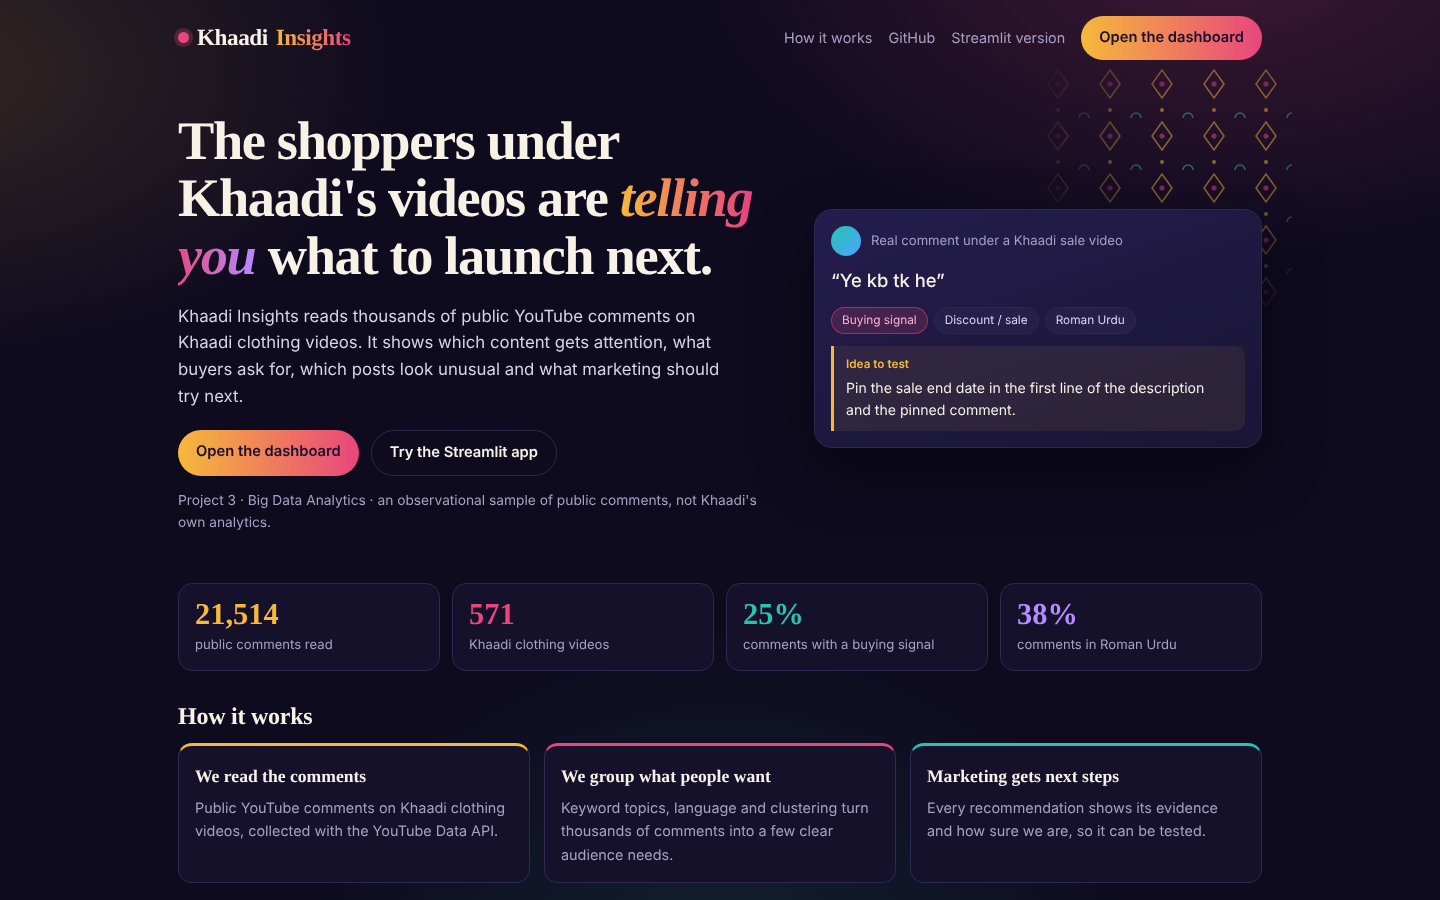 Khaadi Insights
How it works GitHub Streamlit version Open the dashboard
The shoppers under
Khaadi's videos are telling
you what to launch next.
Khaadi Insights reads thousands of public YouTube comments on
Khaadi clothing videos. It shows which content gets attention, what
buyers ask for, which posts look unusual and what marketing should
try next.
Open the dashboard Try the Streamlit app
Project 3 · Big Data Analytics · an observational sample of public comments, not Khaadi's
own analytics.
Real comment under a Khaadi sale video
“Ye kb tk he”
Buying signal Discount / sale Roman Urdu
Idea to test
Pin the sale end date in the first line of the description
and the pinned comment.
21,514
public comments read
571
Khaadi clothing videos
25%
comments with a buying signal
38%
comments in Roman Urdu
How it works
We read the comments
Public YouTube comments on Khaadi clothing
videos, collected with the YouTube Data API.
We group what people want
Keyword topics, language and clustering turn
thousands of comments into a few clear
audience needs.
Marketing gets next steps
Every recommendation shows its evidence
and how sure we are, so it can be tested.